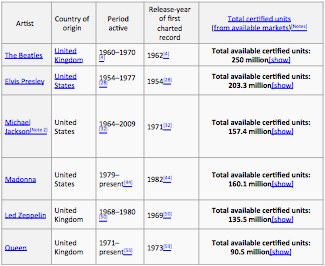 Artist
Country of
origin
Period
active
Release-year
of first
charted
record
Total certified units
(from available markets)[Notes]
The Beatles
United
Kingdom
1960–1970
[4]
1962[4]
Total available certified units:
250 million[show]
Elvis Presley
United
States
1954–1977
[28]
1954[28]
Total available certified units:
203.3 million[show]
Michael
Jackson[Note 2]
United
States
1964–2009
[32]
1971[32]
Total available certified units:
157.4 million[show]
Madonna
United
States
1979–
present[44]
1982[44]
Total available certified units:
160.1 million[show]
Led Zeppelin
United
Kingdom
1968–1980
[50]
1969[50]
Total available certified units:
135.5 million[show]
Queen
United
Kingdom
1971–
present[53]
1973[53]
Total available certified units:
90.5 million[show]